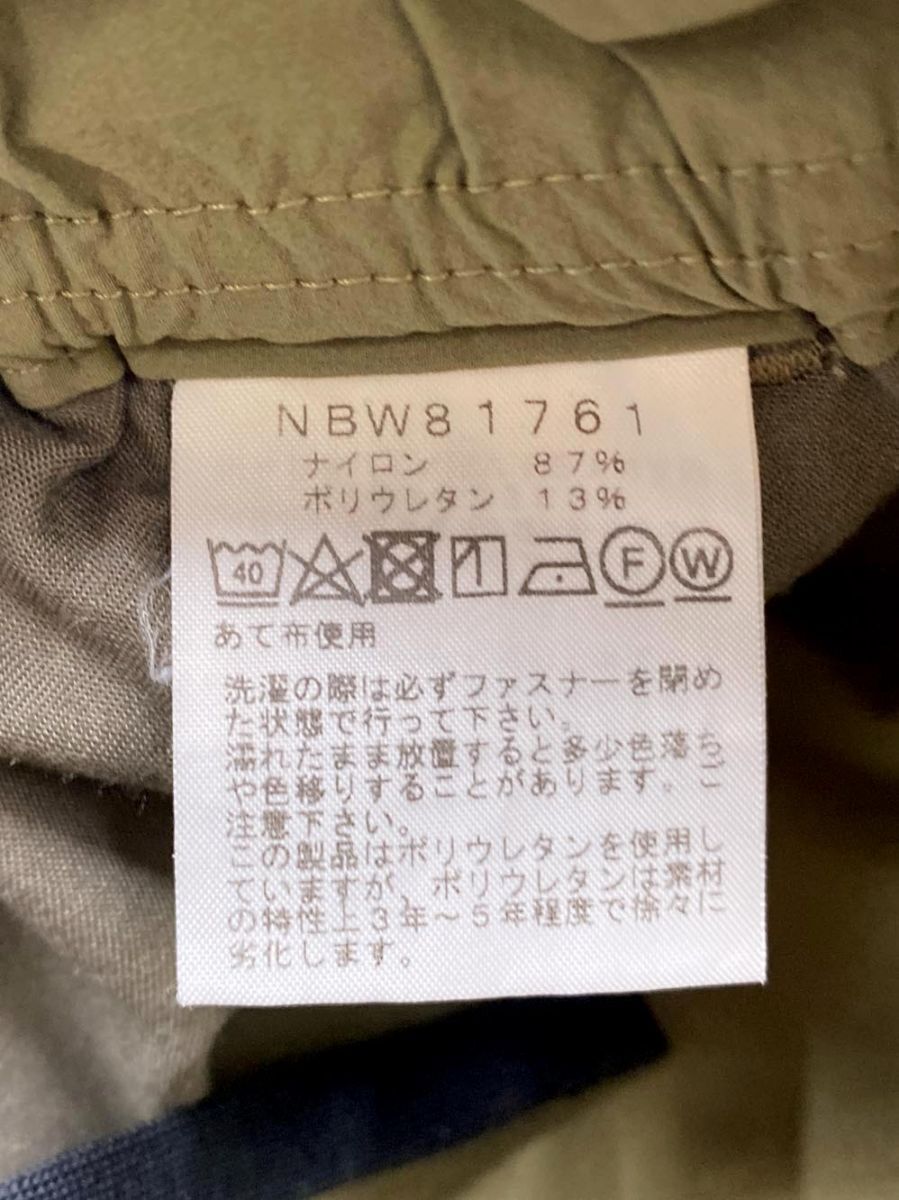 NBW81761
ナイロン 87%
ポリウレタン 13%
40 F W
あて布使用
洗濯の際は必ずファスナーを閉め
た状態で行って下さい。
濡れたまま放置すると多少色落ち
や色移りすることがあります。ご
注意下さい。
この製品はポリウレタンを使用し
ていますが、ポリウレタンは素材
の特性上3年～5年程度で徐々に
劣化します。